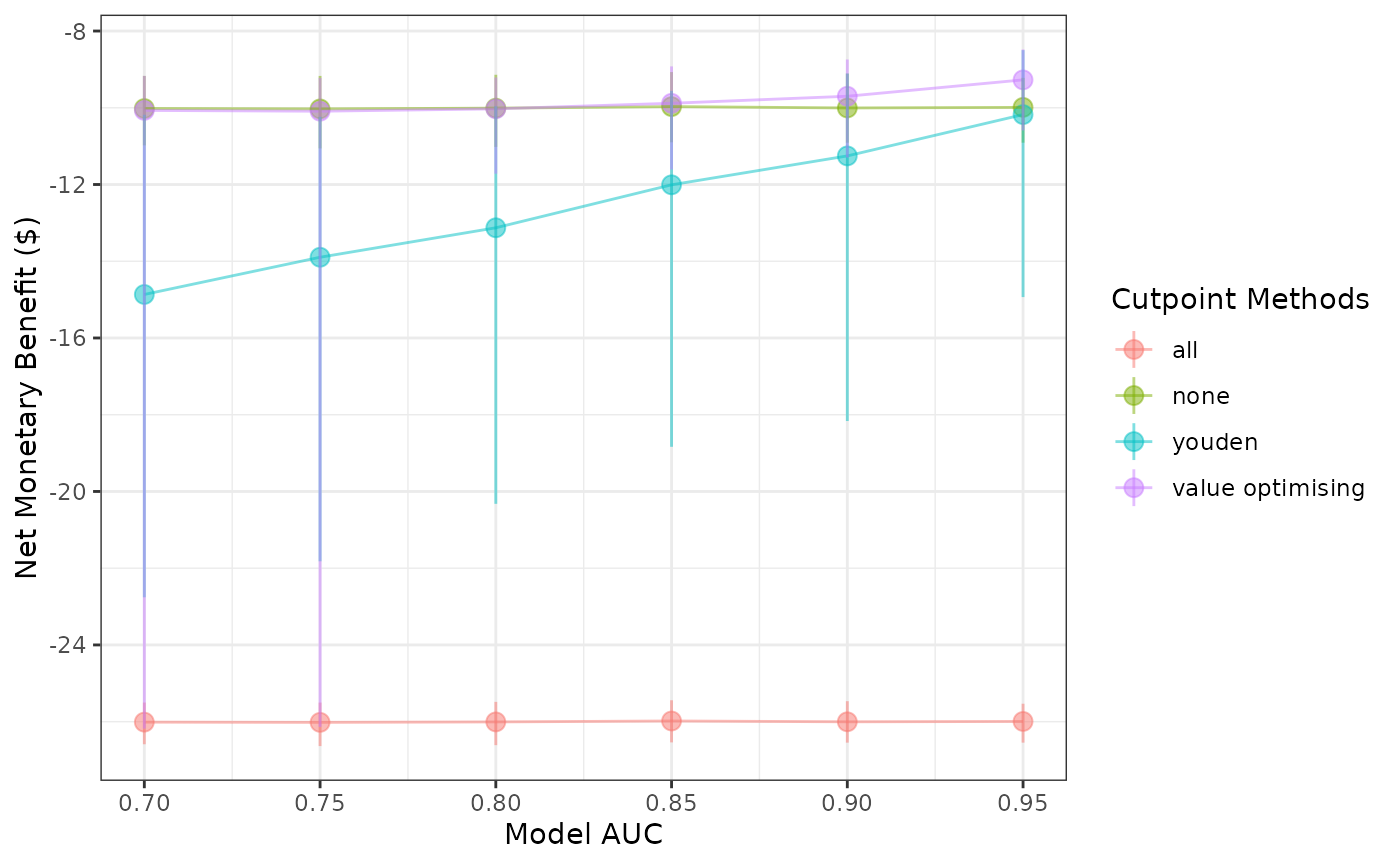 Net Monetary Benefit ($)
-8
-12
-16
-20
-24
0.70 0.75 0.80 0.85 0.90 0.95
Model AUC
Cutpoint Methods
all
none
youden
value optimising